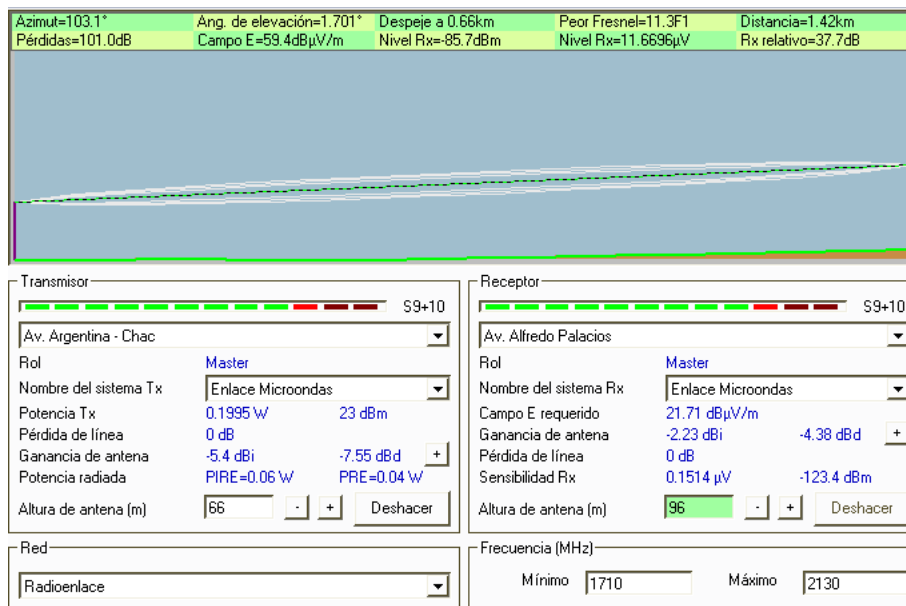 Azimut=103.1° Ang. de elevación=1.701° Despeje a 0.66km Peor Fresnel=11.3F1 Distancia=1.42km
Pérdidas=101.0dB Campo E=59.4dBµV/m Nivel Rx=-85.7dBm Nivel Rx=11.6696µV Rx relativo=37.7dB
Transmisor
S9+10
Av. Argentina - Chac
Rol Master
Nombre del sistema Tx Enlace Microondas
Potencia Tx 0.1995 W 23 dBm
Pérdida de línea 0 dB
Ganancia de antena -5.4 dBi -7.55 dBd +
Potencia radiada PIRE=0.06 W PRE=0.04 W
Altura de antena (m) 66 - + Deshacer
Receptor
S9+10
Av. Alfredo Palacios
Rol Master
Nombre del sistema Rx Enlace Microondas
Campo E requerido 21.71 dBµV/m
Ganancia de antena -2.23 dBi -4.38 dBd +
Pérdida de línea 0 dB
Sensibilidad Rx 0.1514 µV -123.4 dBm
Altura de antena (m) 96 - + Deshacer
Red
Radioenlace
Frecuencia (MHz)
Mínimo 1710 Máximo 2130